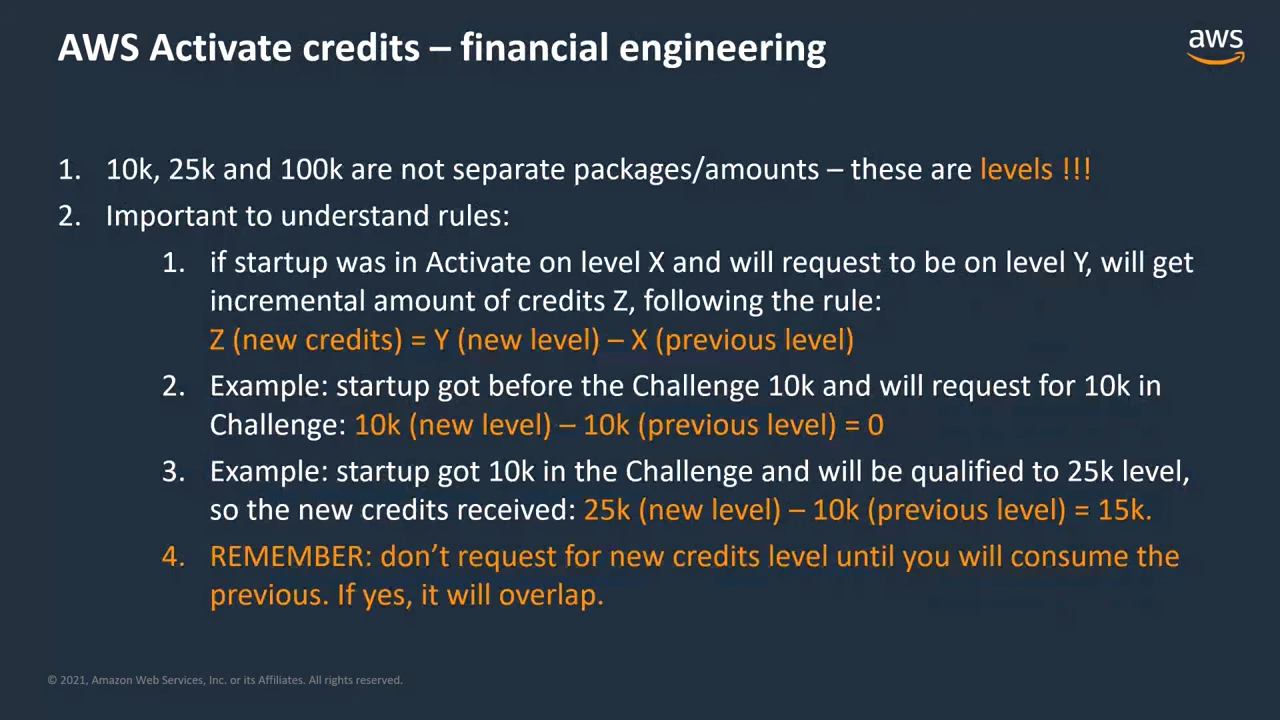 AWS Activate credits – financial engineering
aws
1. 10k, 25k and 100k are not separate packages/amounts – these are levels !!!
2. Important to understand rules:
1. if startup was in Activate on level X and will request to be on level Y, will get
incremental amount of credits Z, following the rule:
Z (new credits) = Y (new level) – X (previous level)
2. Example: startup got before the Challenge 10k and will request for 10k in
Challenge: 10k (new level) – 10k (previous level) = 0
3. Example: startup got 10k in the Challenge and will be qualified to 25k level,
so the new credits received: 25k (new level) – 10k (previous level) = 15k.
4. REMEMBER: don’t request for new credits level until you will consume the
previous. If yes, it will overlap.
© 2021, Amazon Web Services, Inc. or its Affiliates. All rights reserved.